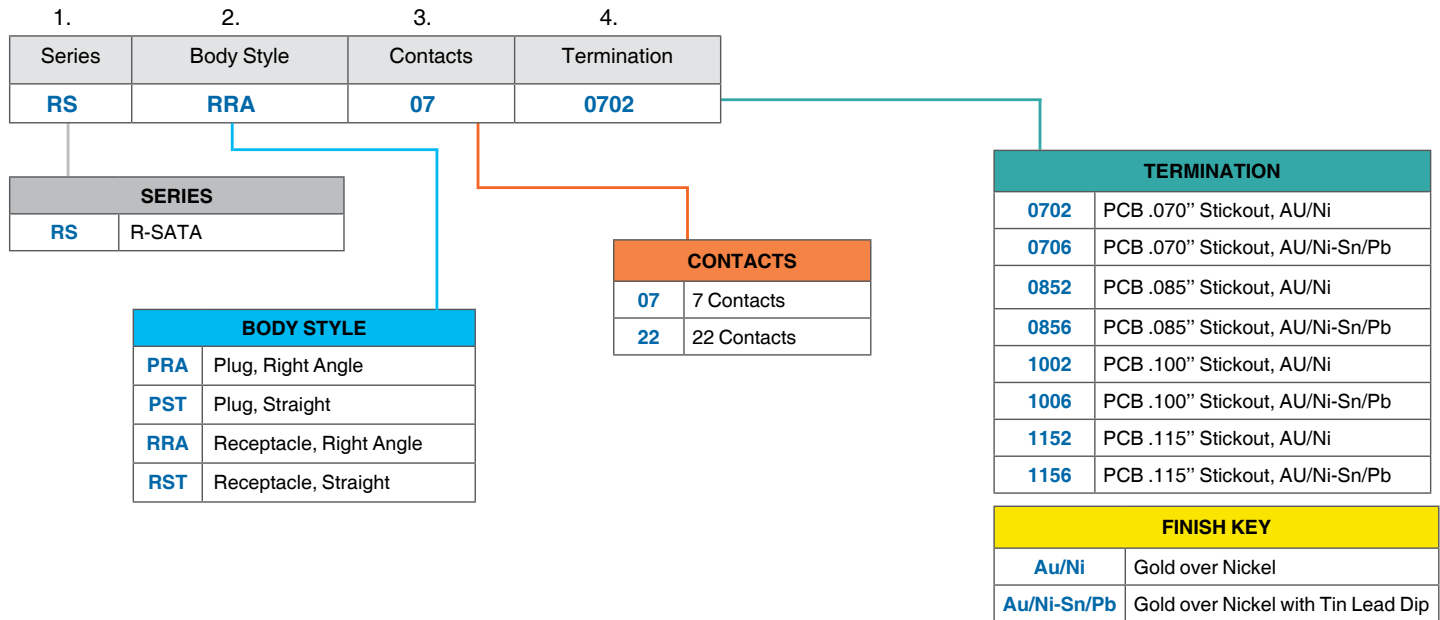 1. 2. 3. 4.
Series Body Style Contacts Termination
RS RRA 07 0702
SERIES
RS R-SATA
BODY STYLE
PRA Plug, Right Angle
PST Plug, Straight
RRA Receptacle, Right Angle
RST Receptacle, Straight
CONTACTS
07 7 Contacts
22 22 Contacts
TERMINATION
0702 PCB .070’’ Stickout, AU/Ni
0706 PCB .070’’ Stickout, AU/Ni-Sn/Pb
0852 PCB .085’’ Stickout, AU/Ni
0856 PCB .085’’ Stickout, AU/Ni-Sn/Pb
1002 PCB .100’’ Stickout, AU/Ni
1006 PCB .100’’ Stickout, AU/Ni-Sn/Pb
1152 PCB .115’’ Stickout, AU/Ni
1156 PCB .115’’ Stickout, AU/Ni-Sn/Pb
FINISH KEY
Au/Ni Gold over Nickel
Au/Ni-Sn/Pb Gold over Nickel with Tin Lead Dip